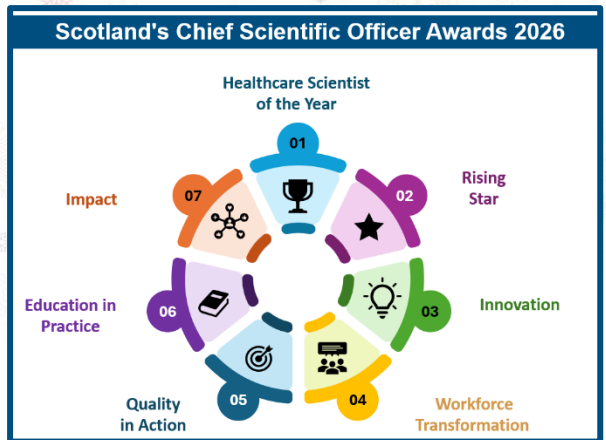 Scotland's Chief Scientific Officer Awards 2026
Healthcare Scientist
of the Year
01
02
Rising
Star
03
Innovation
04
Workforce
Transformation
05
Quality
in Action
06
Education in
Practice
07
Impact